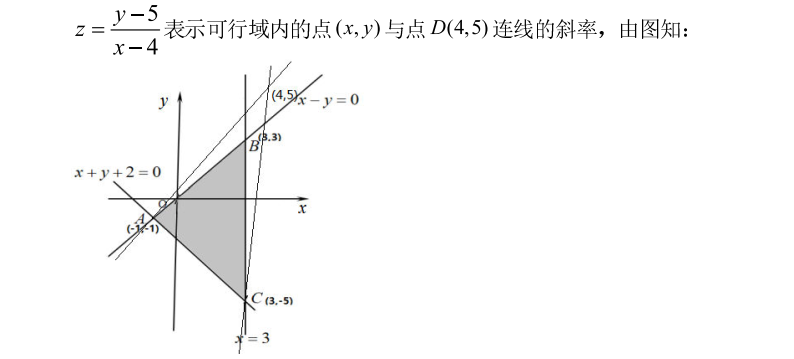 z = \frac{y-5}{x-4} 表示可行域内的点 (x, y) 与点 D(4,5) 连线的斜率，由图知：
y
(4,5)
x − y = 0
B
(3.3)
x + y + 2 = 0
O
x
A
(-1,-1)
C (3,-5)
x = 3